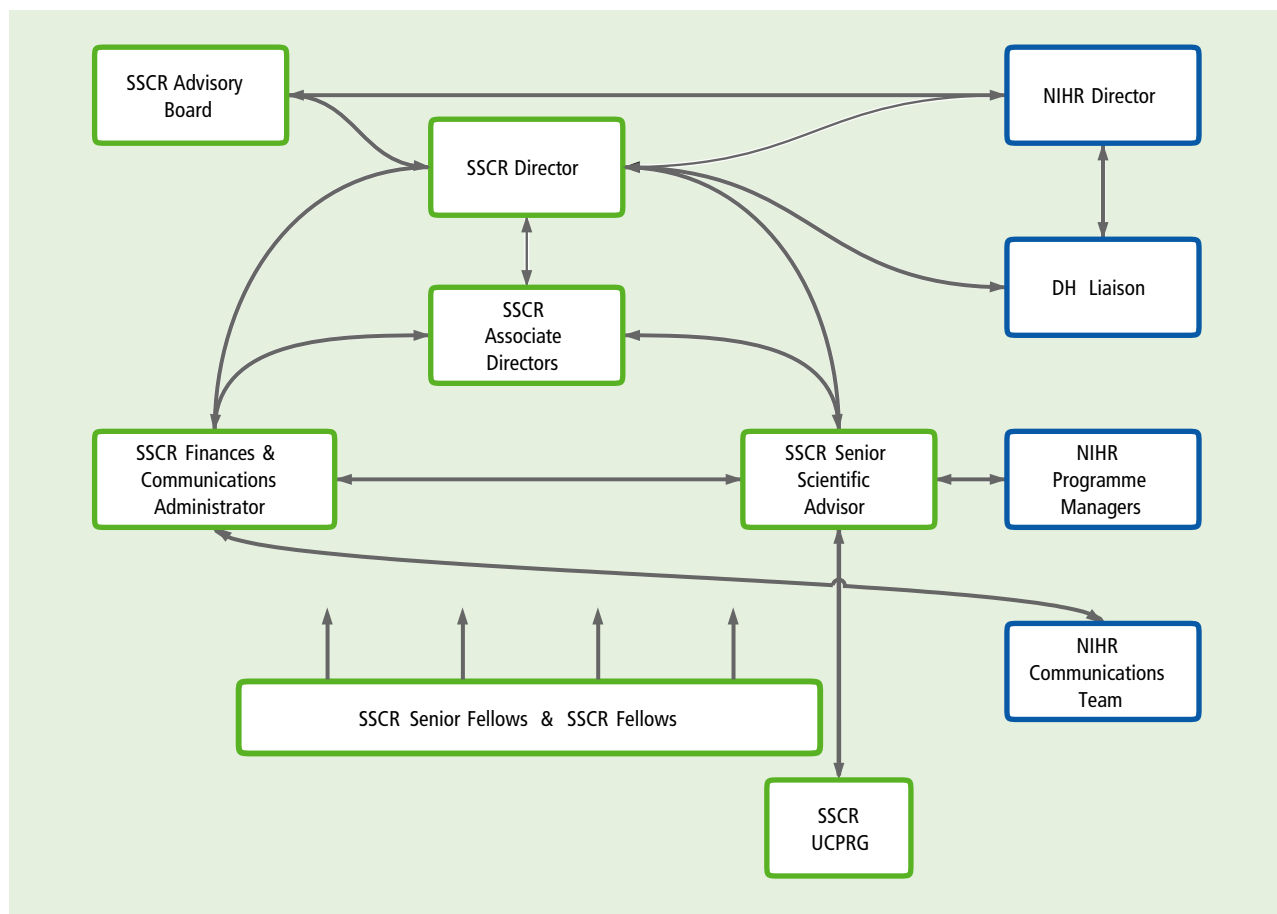 SSCR Advisory
Board
NIHR Director
SSCR Director
DH Liaison
SSCR
Associate
Directors
SSCR Finances &
Communications
Administrator
SSCR Senior
Scientific
Advisor
NIHR
Programme
Managers
NIHR
Communications
Team
SSCR Senior Fellows & SSCR Fellows
SSCR
UCPRG